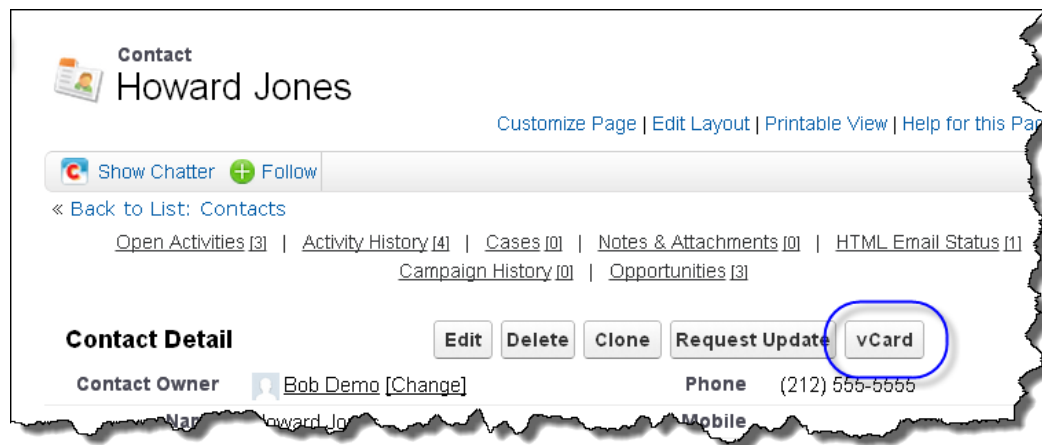 Contact
Howard Jones
Customize Page | Edit Layout | Printable View | Help for this
Show Chatter Follow
« Back to List: Contacts
Open Activities [3] | Activity History [4] | Cases [0] | Notes & Attachments [0] | HTML Email Status [1]
Campaign History [0] | Opportunities [3]
Contact Detail Edit Delete Clone Request Update vCard
Contact Owner Bob Demo [Change] Phone (212) 555-5555
Mobile